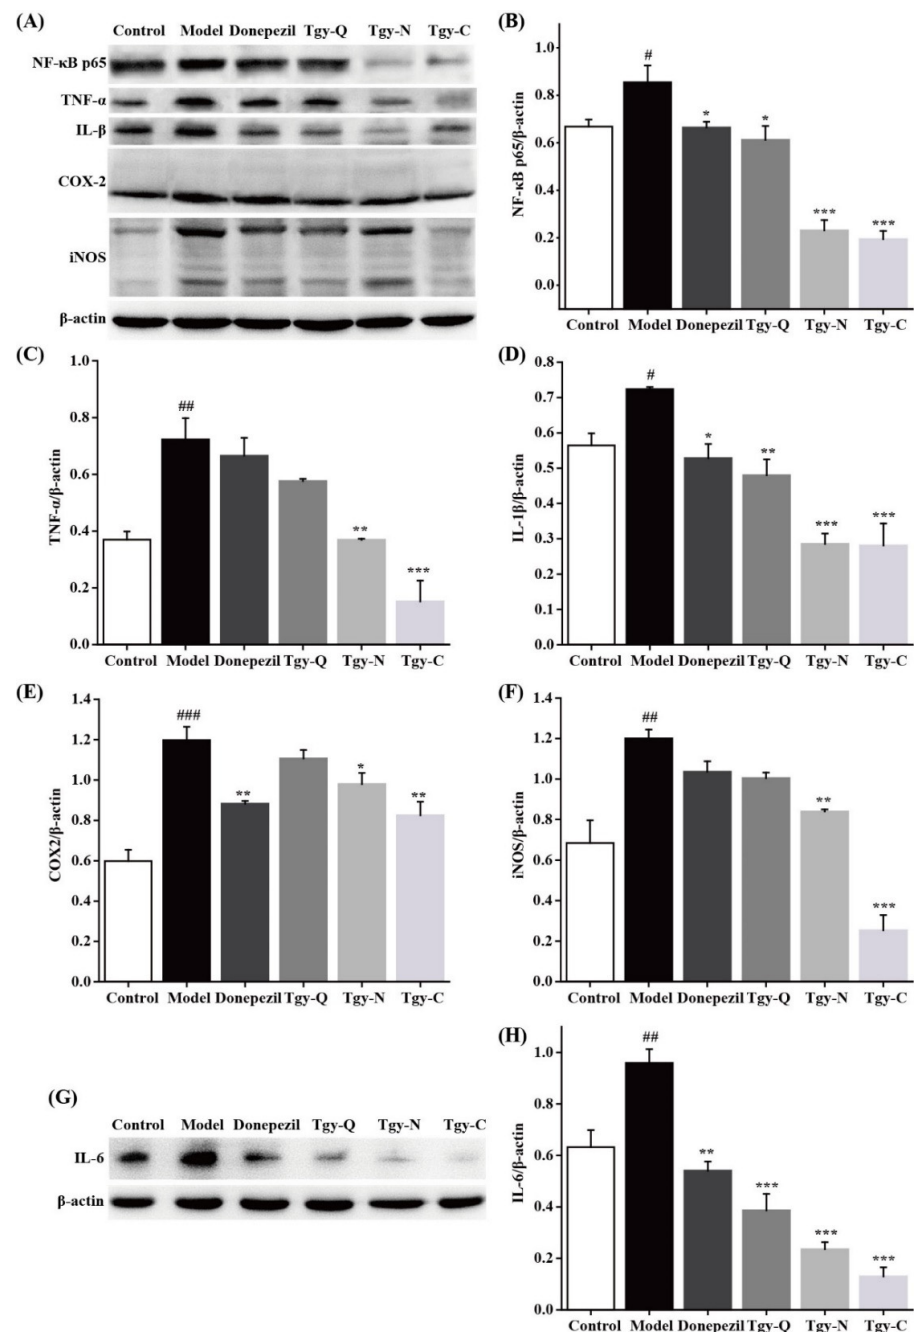 (A)
Control Model Donepezil Tgy-Q Tgy-N Tgy-C
NF-κB p65
TNF-α
IL-β
COX-2
iNOS
β-actin
(B)
NF-κB p65/β-actin
1.0
0.8
0.6
0.4
0.2
0.0
#
*
*
***
***
Control Model Donepezil Tgy-Q Tgy-N Tgy-C
(C)
TNF-α/β-actin
1.0
0.8
0.6
0.4
0.2
0.0
##
**
***
Control Model Donepezil Tgy-Q Tgy-N Tgy-C
(D)
IL-1β/β-actin
0.8
0.7
0.6
0.5
0.4
0.3
0.2
0.1
0.0
#
*
**
***
***
Control Model Donepezil Tgy-Q Tgy-N Tgy-C
(E)
COX2/β-actin
1.4
1.2
1.0
0.8
0.6
0.4
0.2
0.0
###
**
*
**
Control Model Donepezil Tgy-Q Tgy-N Tgy-C
(F)
iNOS/β-actin
1.4
1.2
1.0
0.8
0.6
0.4
0.2
0.0
##
**
***
Control Model Donepezil Tgy-Q Tgy-N Tgy-C
(G)
Control Model Donepezil Tgy-Q Tgy-N Tgy-C
IL-6
β-actin
(H)
IL-6/β-actin
1.0
0.8
0.6
0.4
0.2
0.0
##
**
***
***
***
Control Model Donepezil Tgy-Q Tgy-N Tgy-C